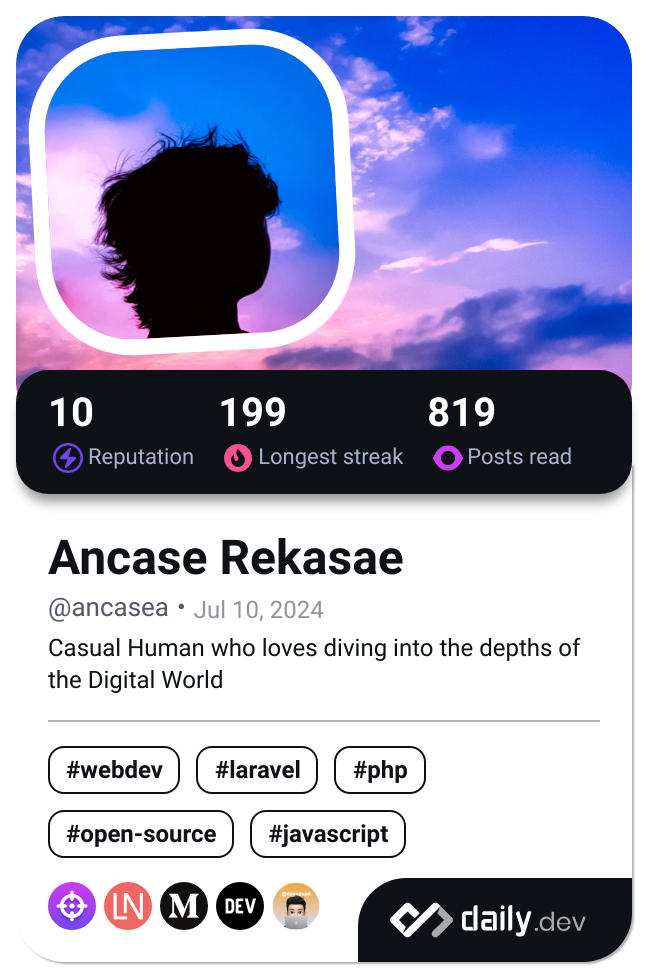 10 199 819
Reputation Longest streak Posts read
Ancase Rekasae
@ancasea • Jul 10, 2024
Casual Human who loves diving into the depths of
the Digital World
#webdev #laravel #php
#open-source #javascript
LN M DEV
daily.dev